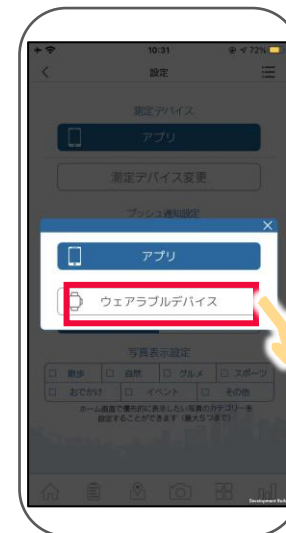 10:31
72%
設定
測定デバイス
アプリ
測定デバイス変更
プッシュ通知設定
アプリ
ウェアラブルデバイス
写真表示設定
散歩 自然 グルメ スポーツ
おでかけ イベント その他
ホーム画面で優先的に表示したい写真のカテゴリーを
設定することができます（最大5つまで）
Development Build